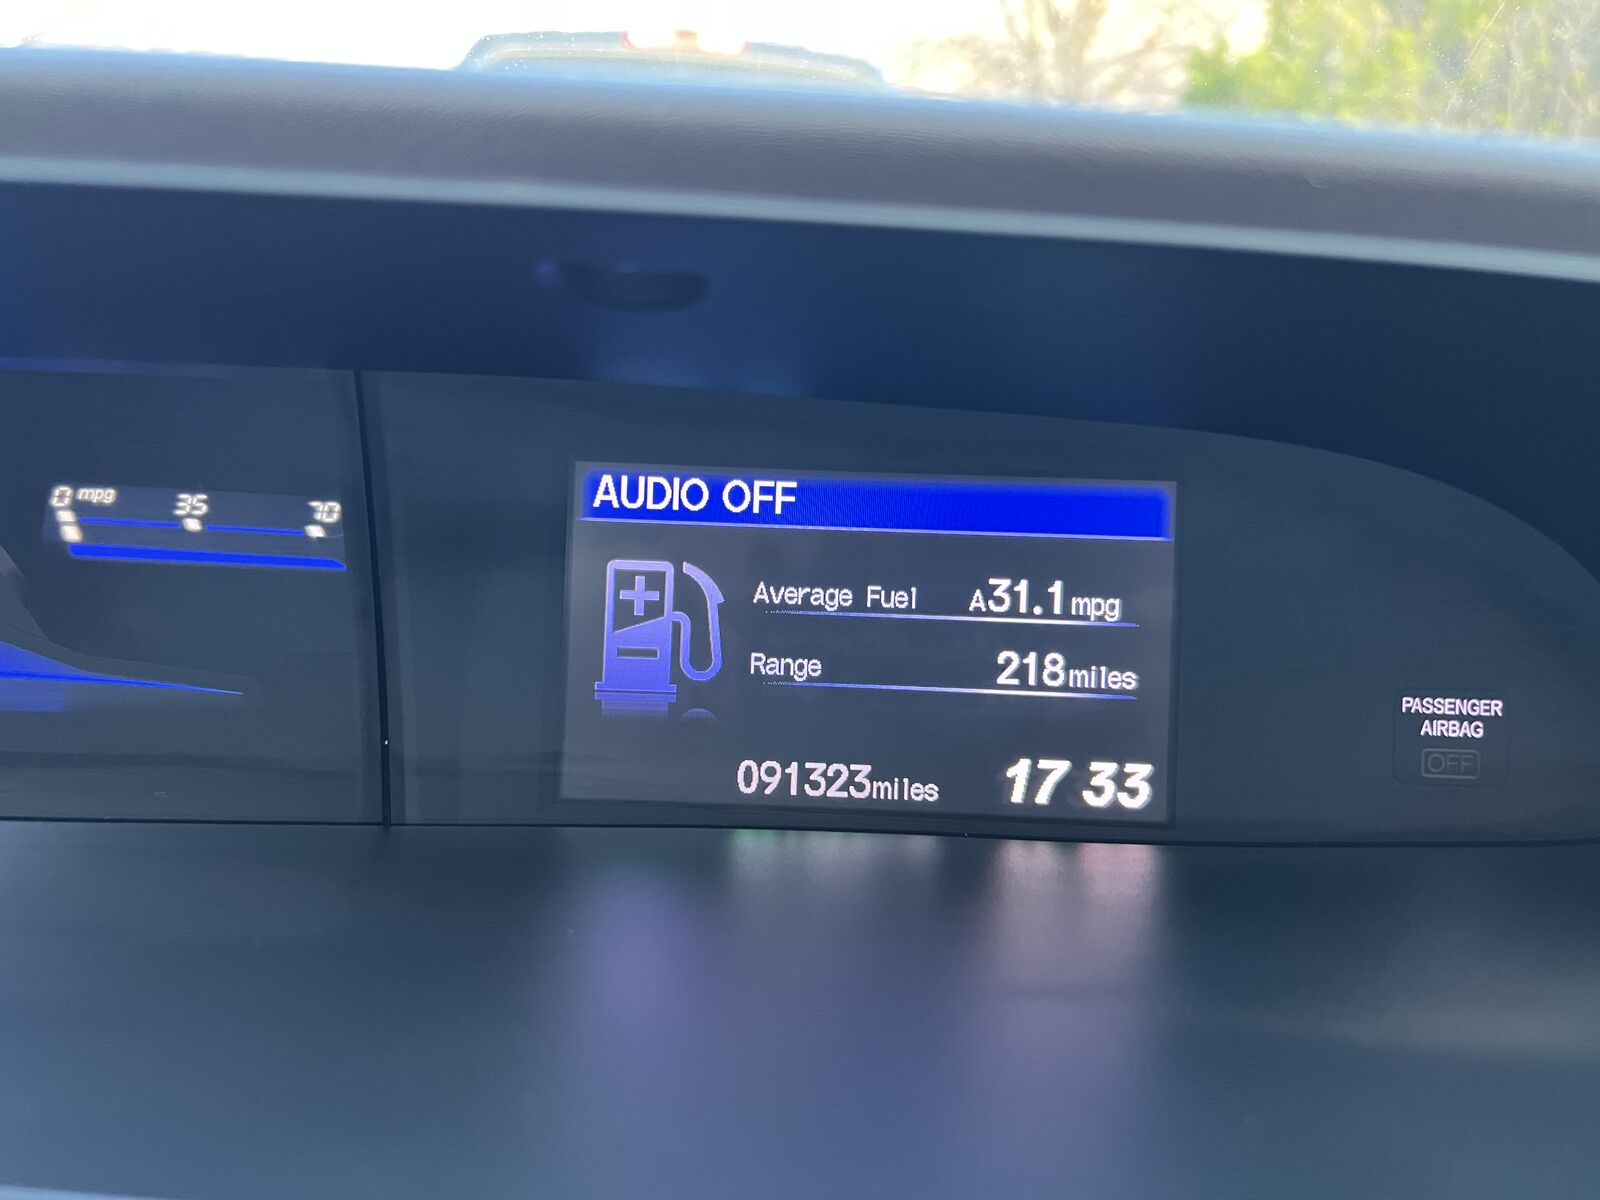 0 mpg 35 70
AUDIO OFF
Average Fuel A31.1mpg
Range 218miles
091323miles 17 33
PASSENGER
AIRBAG
OFF